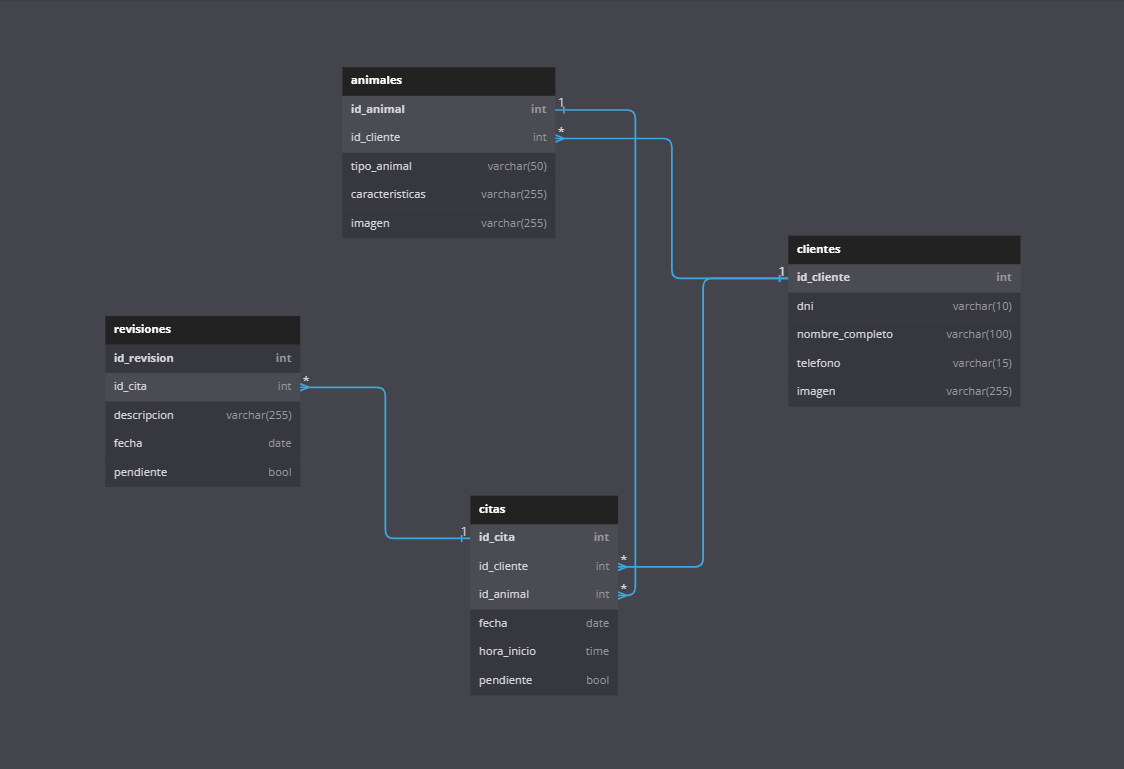 animales
id_animal int 1
id_cliente int *
tipo_animal varchar(50)
caracteristicas varchar(255)
imagen varchar(255)
clientes
1 id_cliente int
dni varchar(10)
nombre_completo varchar(100)
telefono varchar(15)
imagen varchar(255)
revisiones
id_revision int
id_cita int *
descripcion varchar(255)
fecha date
pendiente bool
citas
1 id_cita int
id_cliente int *
id_animal int *
fecha date
hora_inicio time
pendiente bool